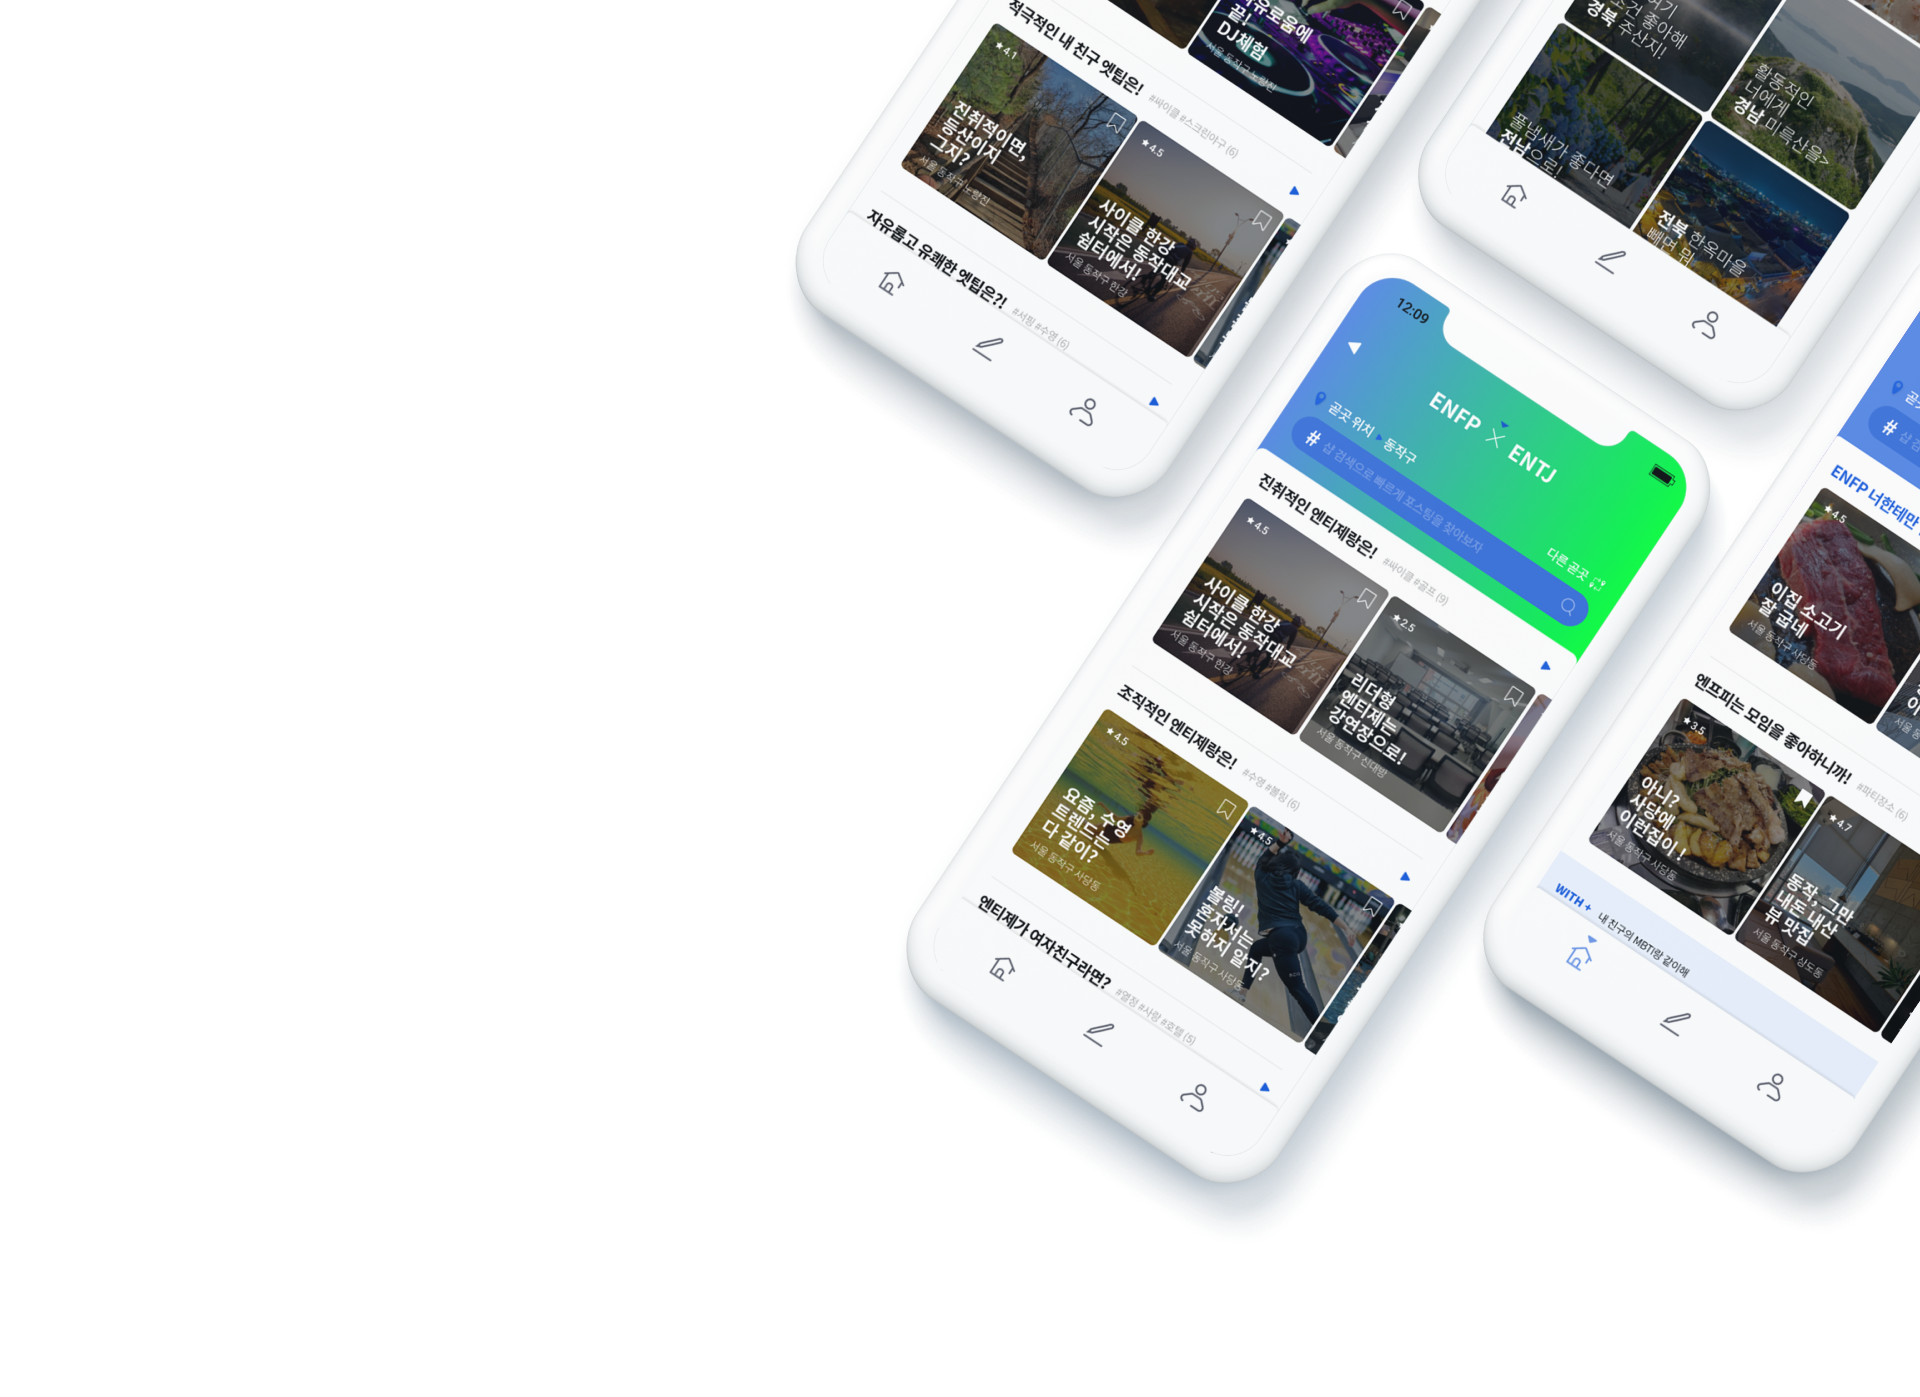 적극적인 내 친구 엣팁은! #싸이클 #스크린야구 (6)
끝!
DJ체험
서울 동작구 노량진
★4.1
진취적이면,
등산이지
그지?
서울 동작구 노량진
★4.5
사이클 한강
시작은 동작대교
쉼터에서!
서울 동작구 한강
자유롭고 유쾌한 엣팁은?! #서핑 #수영 (6)
경북 주산지!
활동적인
너에게
경남 미륵산을>
풀냄새가 좋다면
전남으로!
전북 한옥마을
빼면 뭐
12:09
ENFP × ENTJ
곧곳 위치 ▸ 동작구
다른 곧곳
# 샵 검색으로 빠르게 포스팅을 찾아보자
진취적인 엔티제랑은! #싸이클 #골프 (9)
★4.5
사이클 한강
시작은 동작대교
쉼터에서!
서울 동작구 한강
★2.5
리더형
엔티제는
강연장으로!
서울 동작구 신대방
조직적인 엔티제랑은! #수영 #볼링 (6)
★4.5
요즘, 수영
트렌드는
다 같이?
서울 동작구 사당동
★4.5
볼링!
혼자서는
못하지 알지?
서울 동작구 사당동
엔티제가 여자친구라면? #열정 #사랑 #호텔 (5)
#
ENFP 너한테만
★4.5
이집 소고기
잘 굽네
서울 동작구 사당동
엔프피는 모임을 좋아하니까! #파티장소 (6)
★3.5
아니?
사당에
이런집이 !
서울 동작구 사당동
★4.7
동작, 그만
내돈 내산
뷰 맛집
서울 동작구 상도동
WITH + 내 친구의 MBTI랑 같이해